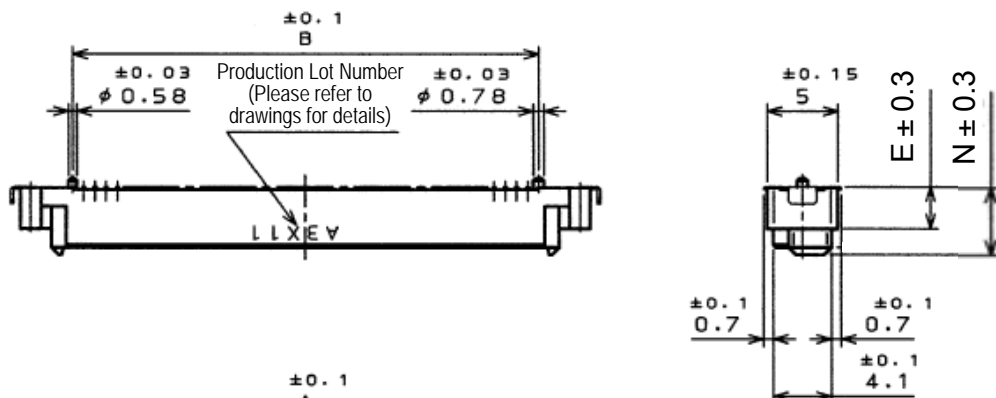 ±0.1
B
±0.03
φ0.58
Production Lot Number
(Please refer to
drawings for details)
±0.03
φ0.78
A3X11
±0.15
5
E ± 0.3
N ± 0.3
±0.1
0.7
±0.1
0.7
±0.1
4.1
±0.1